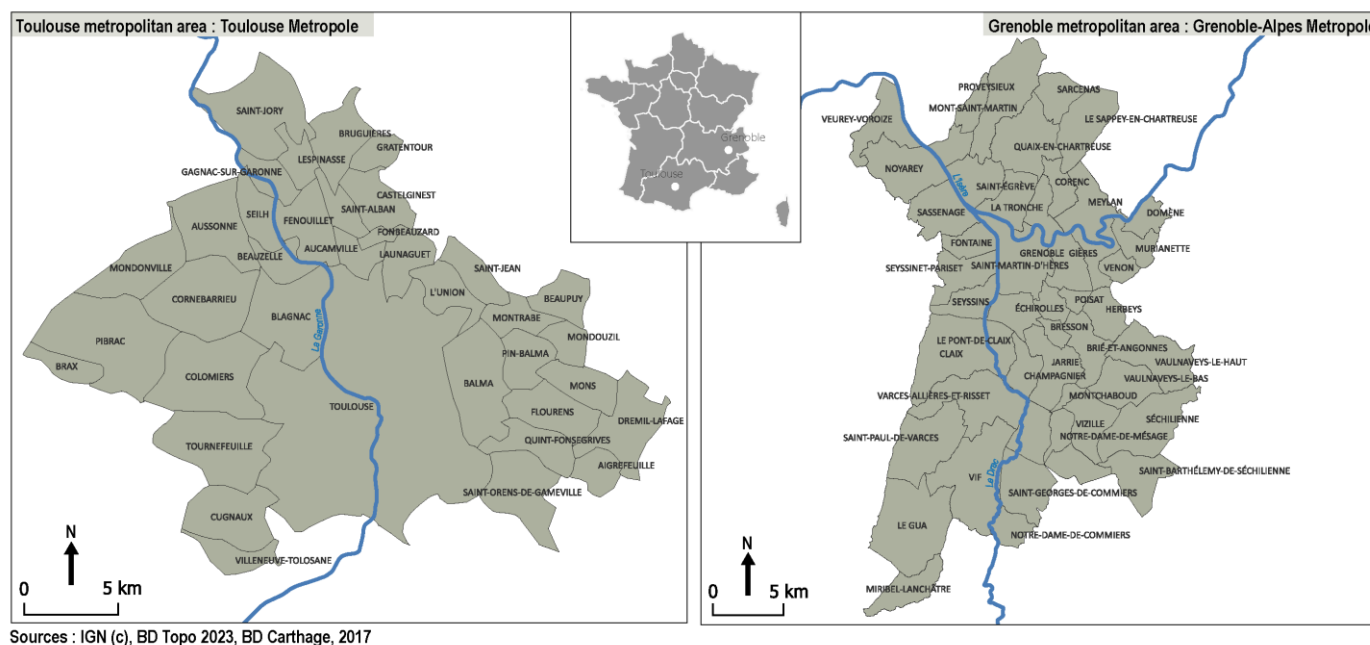 Toulouse metropolitan area : Toulouse Metropole
SAINT-JORY
BRUGUIERES
GRATENTOUR
LESPINASSE
GAGNAC-SUR-GARONNE
CASTELGINEST
SAINT-ALBAN
SEILH
FENOUILLET
AUSSONNE
FONBEAUZARD
AUCAMVILLE
BEAUZELLE
LAUNAGUET
MONDONVILLE
SAINT-JEAN
L'UNION
CORNEBARRIEU
BEAUPUY
BLAGNAC
MONTRABE
MONDOUZIL
PIBRAC
La Garonne
PIN-BALMA
BRAX
COLOMIERS
BALMA
MONS
TOULOUSE
FLOURENS
DREMIL-LAFAGE
TOURNEFEUILLE
QUINT-FONSEGRIVES
AIGREFEUILLE
SAINT-ORENS-DE-GAMEVILLE
CUGNAUX
VILLENEUVE-TOLOSANE
N
0 5 km
Grenoble
Toulouse
Grenoble metropolitan area : Grenoble-Alpes Metropole
PROVEYSIEUX
SARCENAS
MONT-SAINT-MARTIN
VEUREY-VOROIZE
LE SAPPEY-EN-CHARTREUSE
QUAIX-EN-CHARTREUSE
NOYAREY
L'Isère
SAINT-ÉGRÈVE
CORENC
MEYLAN
LA TRONCHE
SASSENAGE
DOMÈNE
FONTAINE
MURIANETTE
GRENOBLE
GIÈRES
SEYSSINET-PARISET
SAINT-MARTIN-D'HÈRES
VENON
SEYSSINS
ÉCHIROLLES
POISAT
HERBEYS
BRESSON
LE PONT-DE-CLAIX
CLAIX
BRIÉ-ET-ANGONNES
JARRIE
VAULNAVEYS-LE-HAUT
CHAMPAGNIER
VAULNAVEYS-LE-BAS
VARCES-ALLIÈRES-ET-RISSET
MONTCHABOUD
SÉCHILIENNE
VIZILLE
SAINT-PAUL-DE-VARCES
NOTRE-DAME-DE-MÉSAGE
SAINT-BARTHÉLEMY-DE-SÉCHILIENNE
VIF
Le Drac
SAINT-GEORGES-DE-COMMIERS
LE GUA
NOTRE-DAME-DE-COMMIERS
MIRIBEL-LANCHÂTRE
N
0 5 km
Sources : IGN (c), BD Topo 2023, BD Carthage, 2017